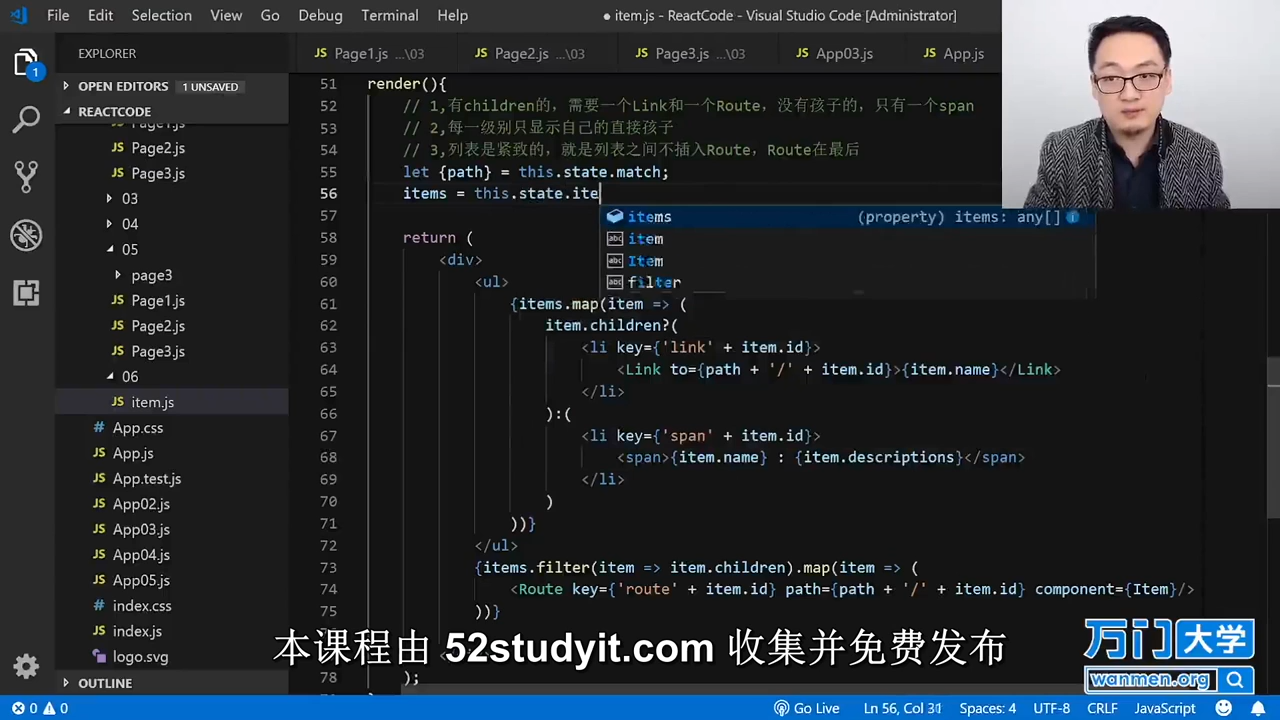 File Edit Selection View Go Debug Terminal Help
● item.js - ReactCode - Visual Studio Code [Administrator]
EXPLORER
JS Page1.js ...\03
JS Page2.js ...\03
JS Page3.js ...\03
JS App03.js
JS App.js
1
OPEN EDITORS 1 UNSAVED
REACTCODE
Page1.js
JS Page2.js
03
04
05
page3
JS Page1.js
JS Page2.js
JS Page3.js
06
JS item.js
# App.css
JS App.js
JS App.test.js
JS App02.js
JS App03.js
JS App04.js
JS App05.js
# index.css
JS index.js
logo.svg
OUTLINE
51 render(){
52 // 1,有children的，需要一个Link和一个Route，没有孩子的，只有一个span
53 // 2,每一级别只显示自己的直接孩子
54 // 3,列表是紧致的，就是列表之间不插入Route，Route在最后
55 let {path} = this.state.match;
56 items = this.state.ite
items (property) items: any[]
abc item
abc Item
abc filter
57
58 return (
59 <div>
60 <ul>
61 {items.map(item => (
62 item.children?(
63 <li key={'link' + item.id}>
64 <Link to={path + '/' + item.id}>{item.name}</Link>
65 </li>
66 ):(
67 <li key={'span' + item.id}>
68 <span>{item.name} : {item.descriptions}</span>
69 </li>
70 )
71 ))}
72 </ul>
73 {items.filter(item => item.children).map(item => (
74 <Route key={'route' + item.id} path={path + '/' + item.id} component={Item}/>
75 ))}
78 );
本课程由 52studyit.com 收集并免费发布
万门大学
wanmen.org
0 0
Go Live
Ln 56, Col 31
Spaces: 4
UTF-8
CRLF
JavaScript